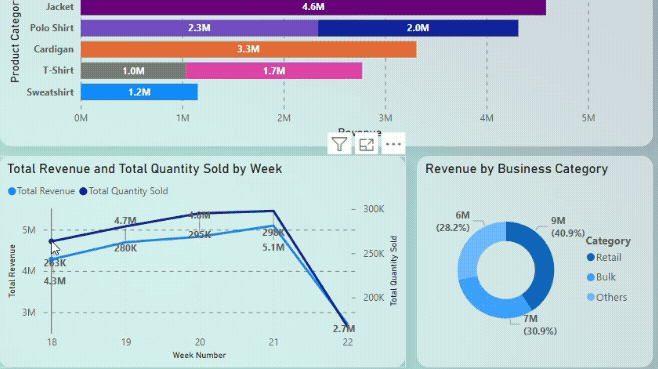 Product Category
Jacket
4.6M
Polo Shirt
2.3M
2.0M
Cardigan
3.3M
T-Shirt
1.0M
1.7M
Sweatshirt
1.2M
0M 1M 2M 3M 4M 5M
Revenue
Total Revenue and Total Quantity Sold by Week
Total Revenue Total Quantity Sold
Total Revenue
5M
4M
3M
263K
4.3M
4.7M
280K
4.8M
295K
298K
5.1M
2.7M
300K
250K
200K
Total Quantity Sold
18 19 20 21 22
Week Number
Revenue by Business Category
6M
(28.2%)
9M
(40.9%)
7M
(30.9%)
Category
Retail
Bulk
Others